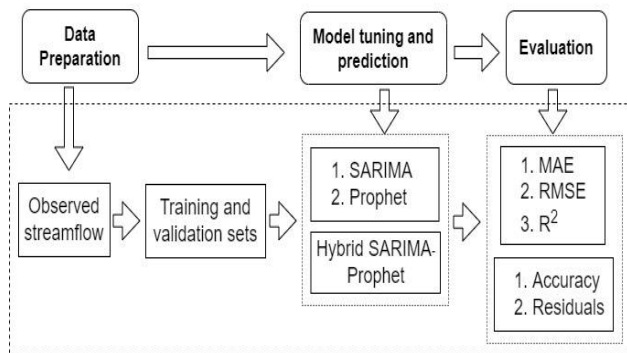 Data
Preparation
Model tuning and
prediction
Evaluation
Observed
streamflow
Training and
validation sets
1. SARIMA
2. Prophet
Hybrid SARIMA-
Prophet
1. MAE
2. RMSE
3. R²
1. Accuracy
2. Residuals